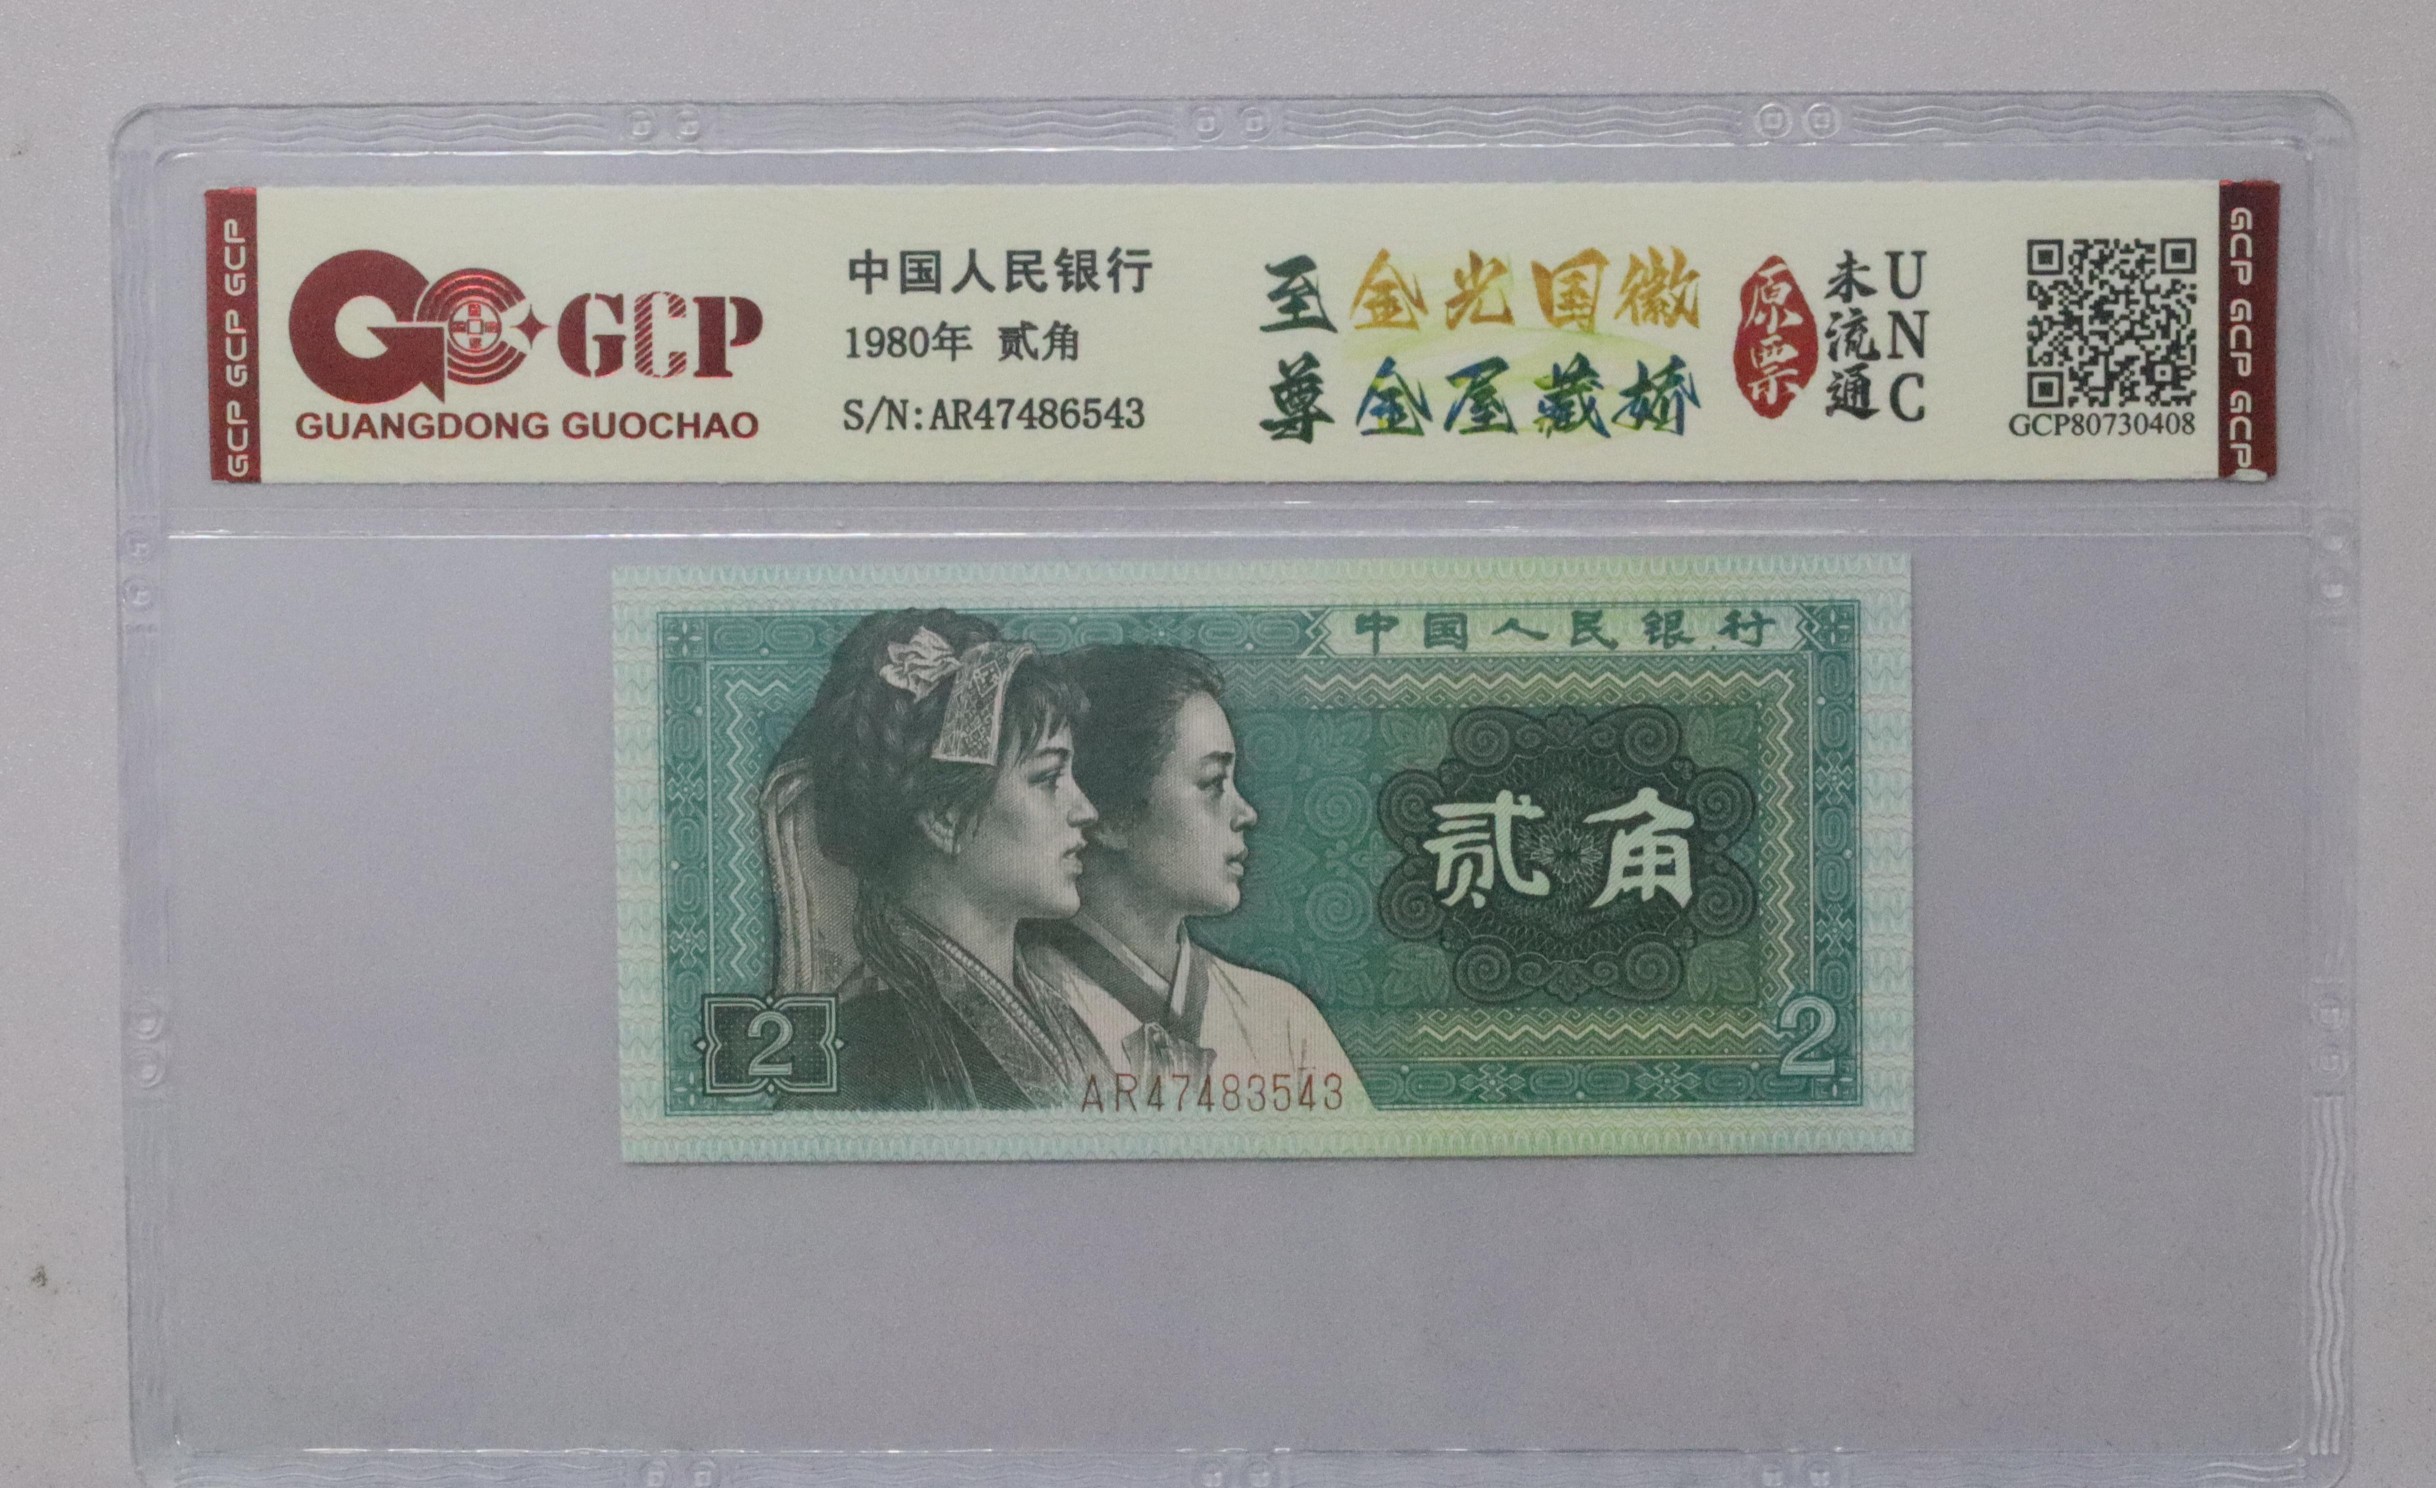 GCP GCP GCP
GCP
GUANGDONG GUOCHAO
中国人民银行
1980年 贰角
S/N:AR47486543
至尊
金光国徽
金屋藏娇
原票
未流通
UNC
GCP80730408
GCP GCP GCP
中国人民银行
贰角
2
2
AR47483543